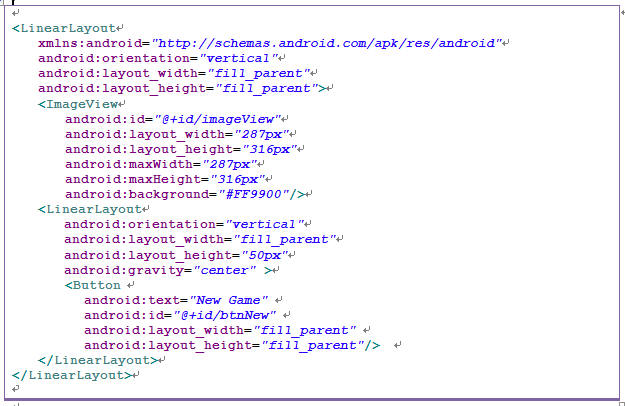 <LinearLayout
xmlns:android="http://schemas.android.com/apk/res/android"
android:orientation="vertical"
android:layout_width="fill_parent"
android:layout_height="fill_parent">
<ImageView
android:id="@+id/imageView"
android:layout_width="287px"
android:layout_height="316px"
android:maxWidth="287px"
android:maxHeight="316px"
android:background="#FF9900"/>
<LinearLayout
android:orientation="vertical"
android:layout_width="fill_parent"
android:layout_height="50px"
android:gravity="center" >
<Button
android:text="New Game"
android:id="@+id/btnNew"
android:layout_width="fill_parent"
android:layout_height="fill_parent"/>
</LinearLayout>
</LinearLayout>